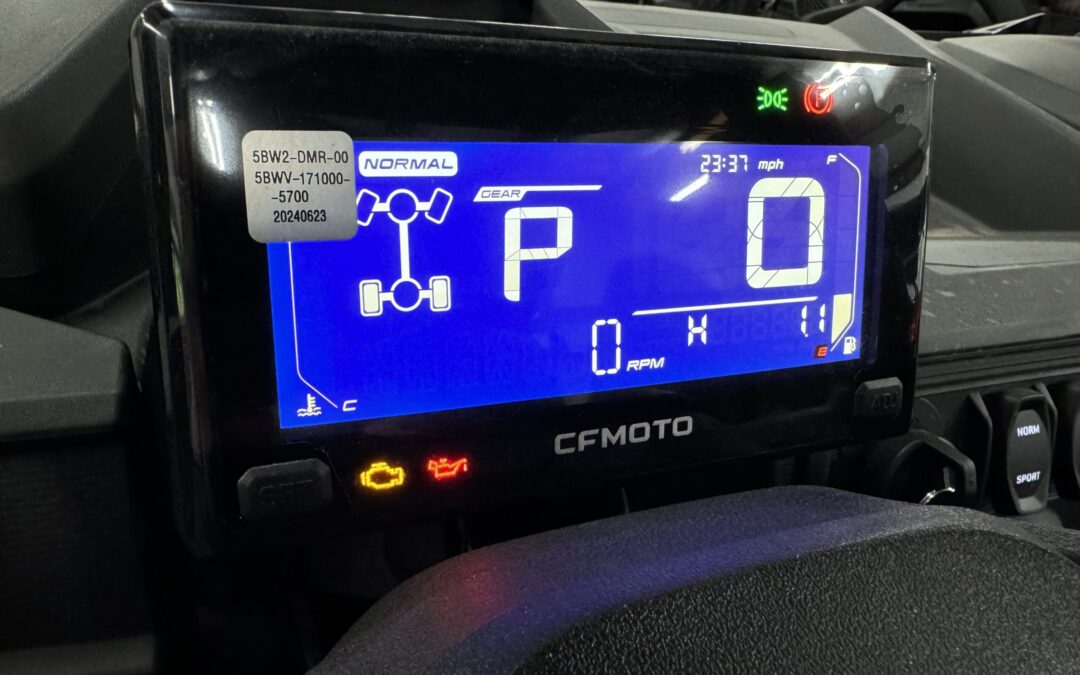 5BW2-DMR-00
5BWV-171000-
-5700
20240623
NORMAL
23:37 mph
F
GEAR
P
0
H 1.1
0 RPM
E
C
CFMOTO
NORM
SPORT